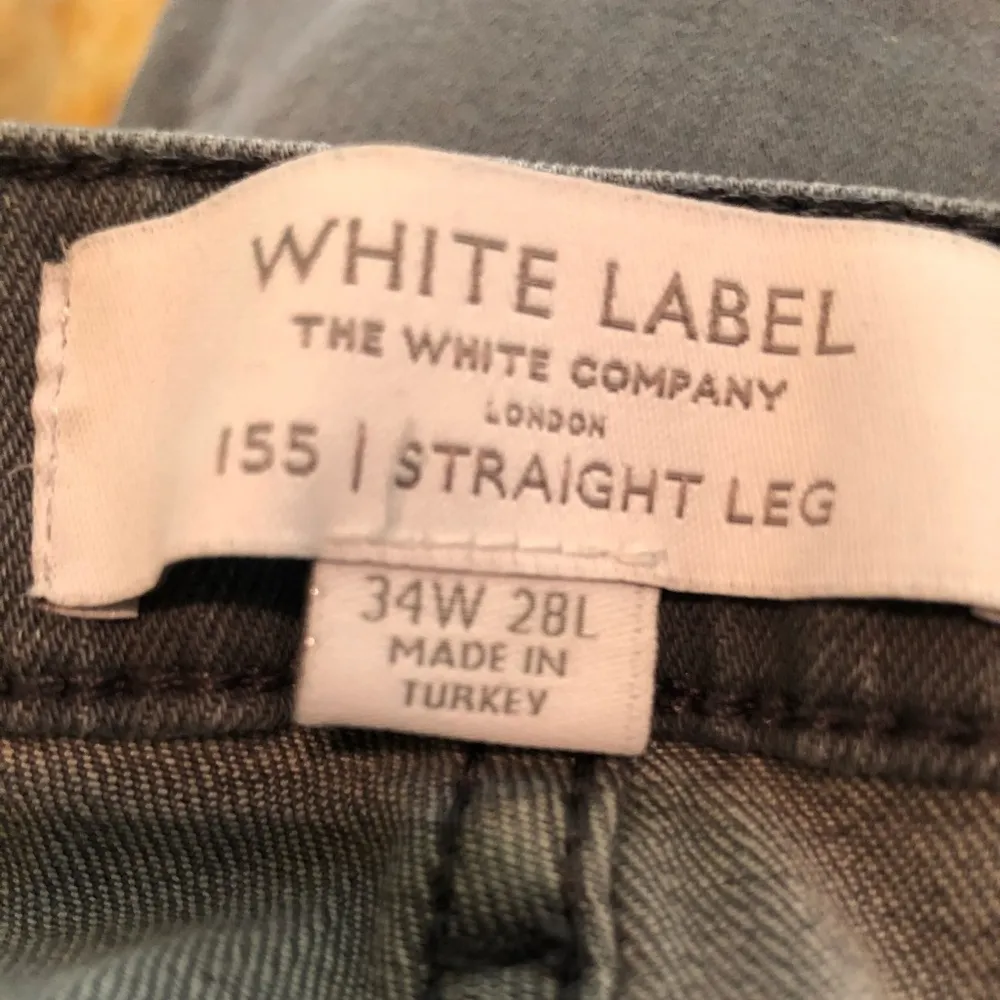 WHITE LABEL
THE WHITE COMPANY
LONDON
155 | STRAIGHT LEG
34W 28L
MADE IN
TURKEY